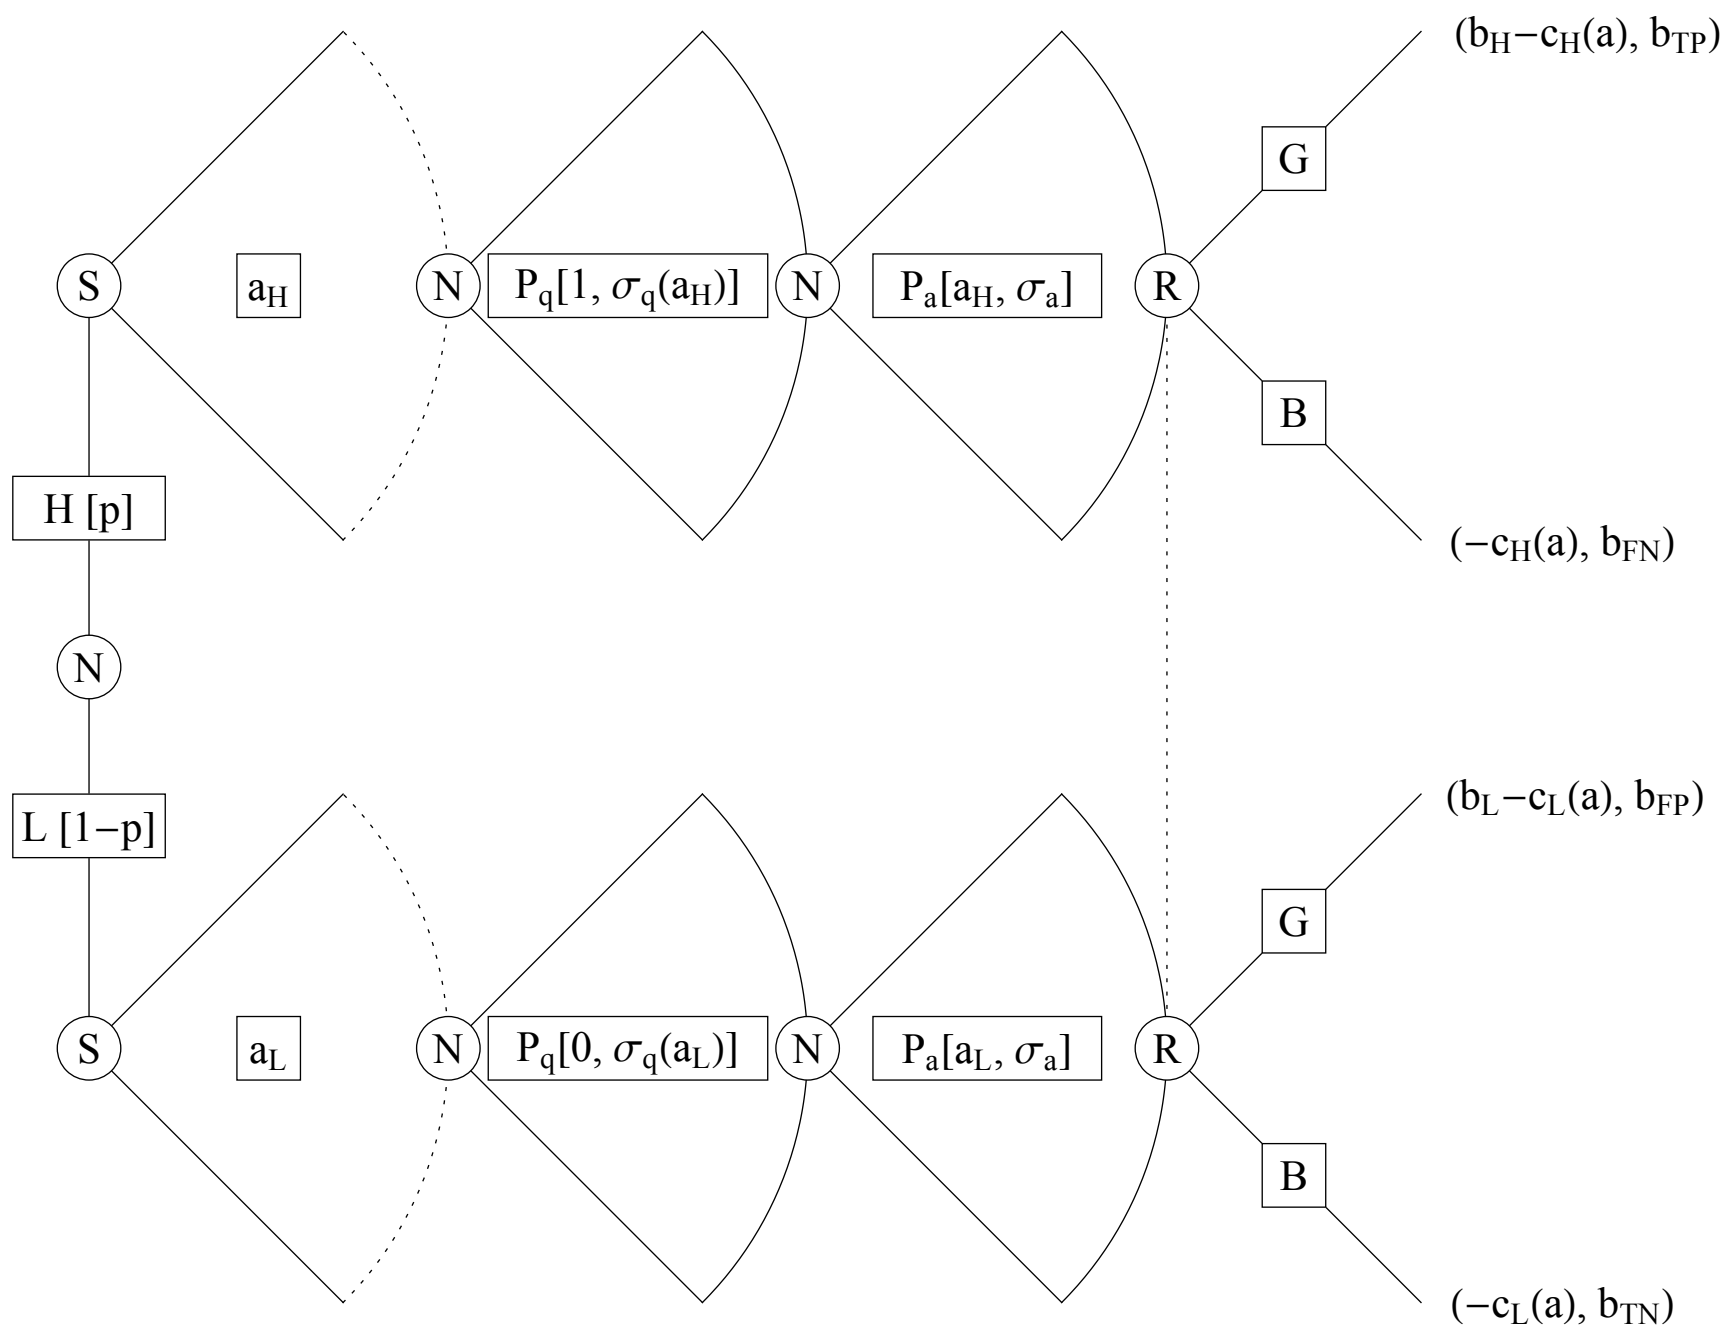 (b_H−c_H(a), b_TP)
G
S
a_H
N
P_q[1, σ_q(a_H)]
N
P_a[a_H, σ_a]
R
B
H [p]
(−c_H(a), b_FN)
N
L [1−p]
(b_L−c_L(a), b_FP)
G
S
a_L
N
P_q[0, σ_q(a_L)]
N
P_a[a_L, σ_a]
R
B
(−c_L(a), b_TN)